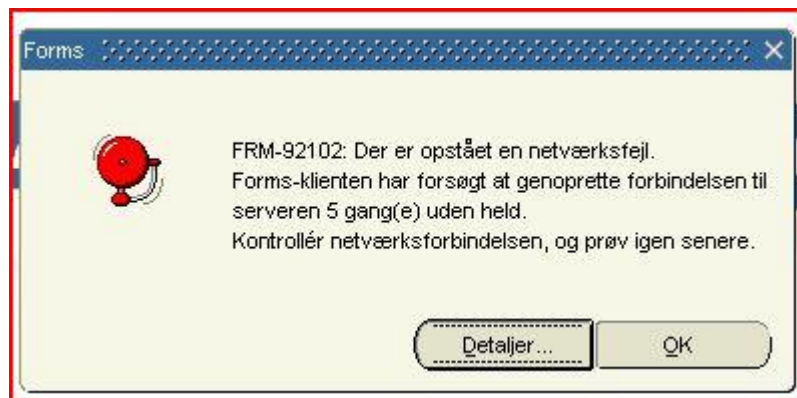 Forms
FRM-92102: Der er opstået en netværksfejl.
Forms-klienten har forsøgt at genoprette forbindelsen til
serveren 5 gang(e) uden held.
Kontrollér netværksforbindelsen, og prøv igen senere.
Detaljer... OK